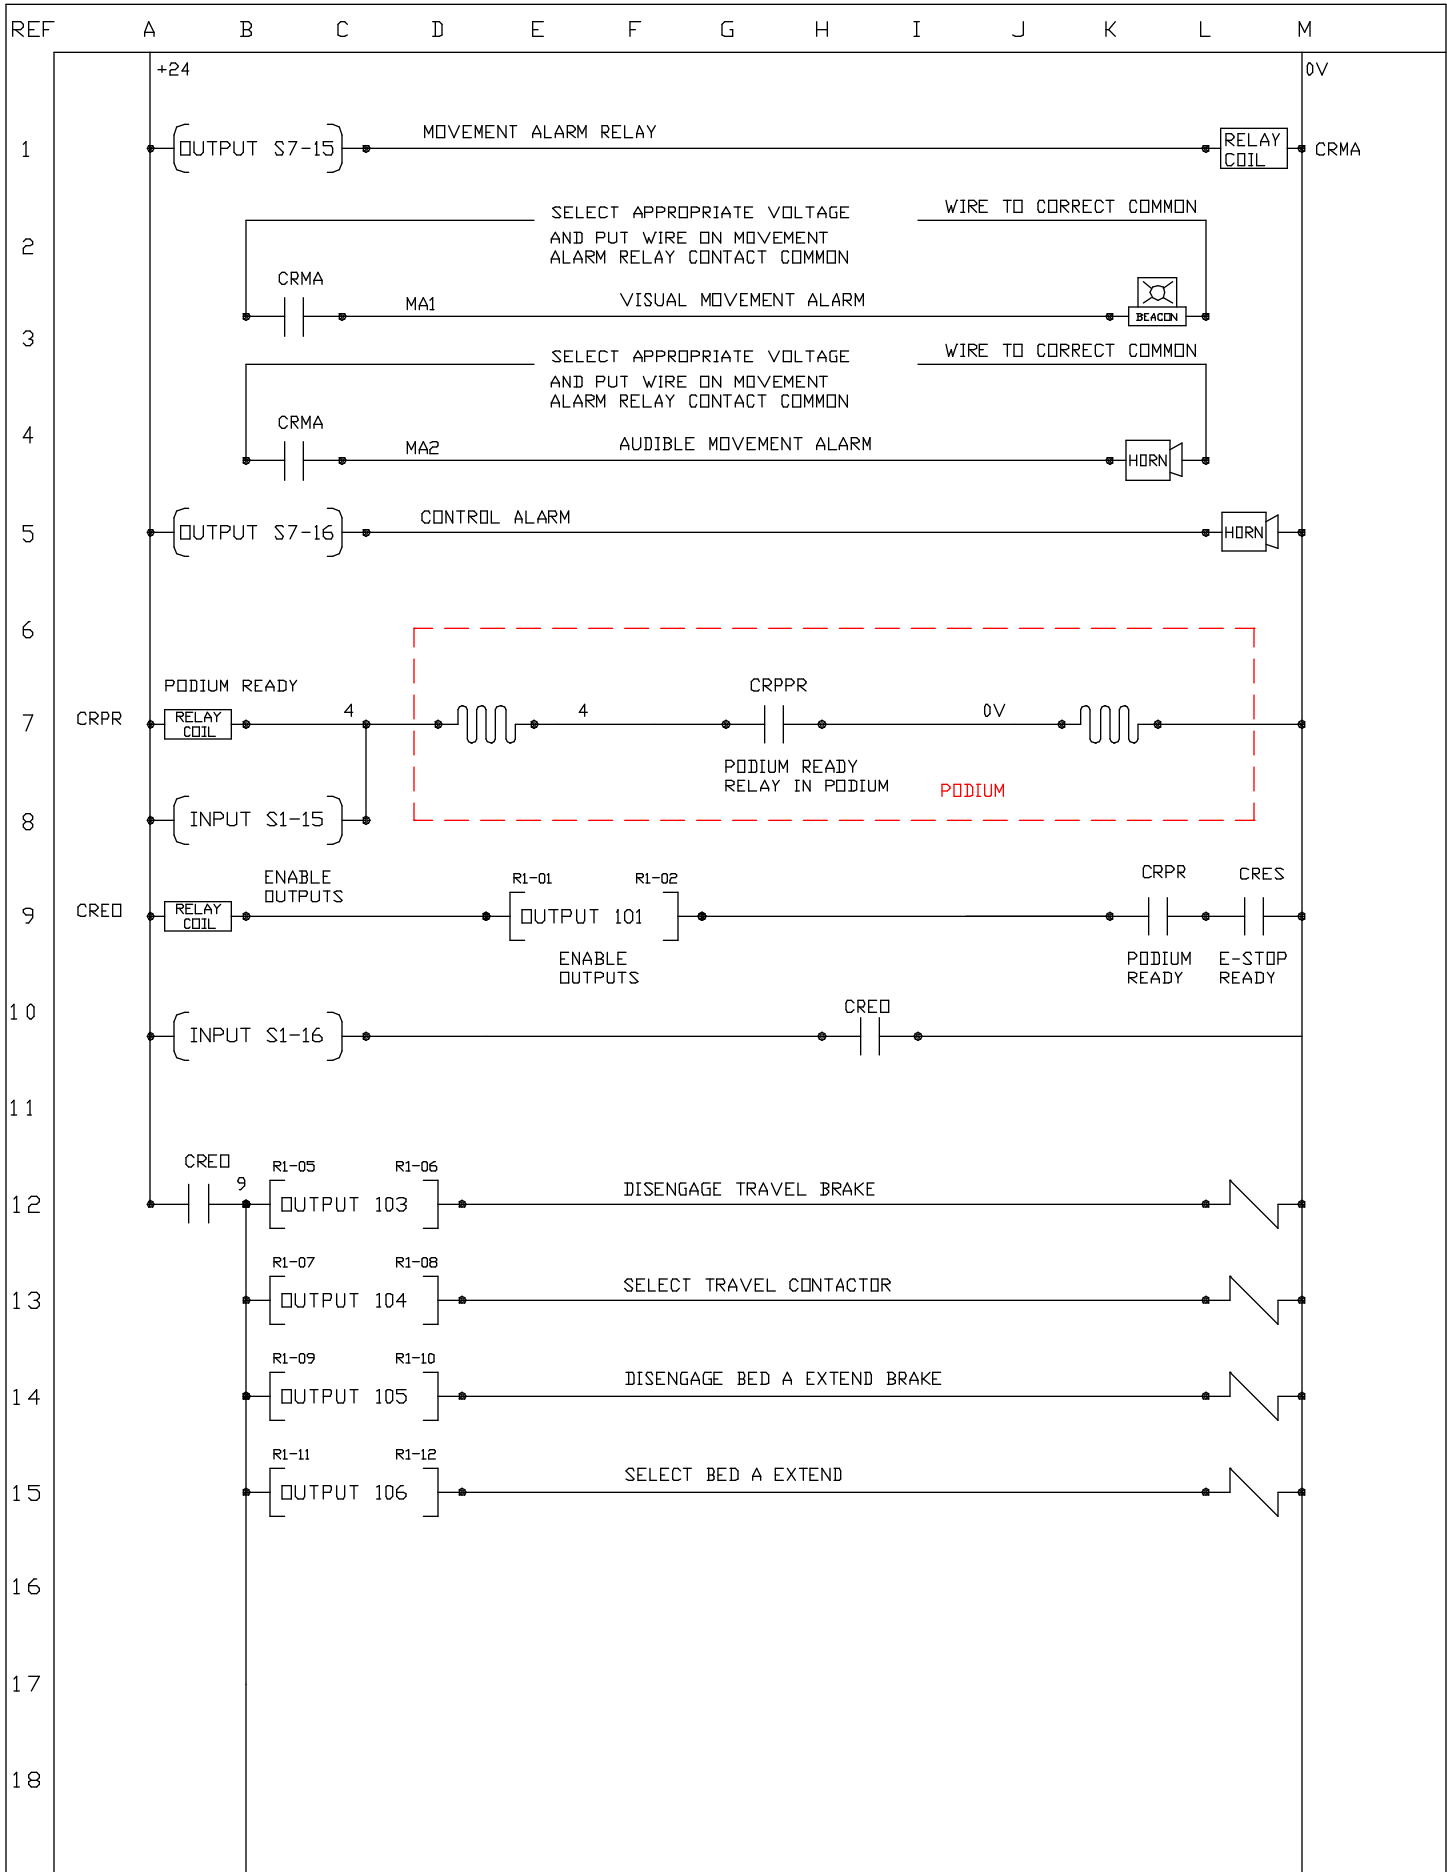 REF A B C D E F G H I J K L M
+24 0V
1 OUTPUT S7-15 MOVEMENT ALARM RELAY RELAY
COIL CRMA
SELECT APPROPRIATE VOLTAGE WIRE TO CORRECT COMMON
2 AND PUT WIRE ON MOVEMENT
ALARM RELAY CONTACT COMMON
CRMA
MA1 VISUAL MOVEMENT ALARM BEACON
3
SELECT APPROPRIATE VOLTAGE WIRE TO CORRECT COMMON
AND PUT WIRE ON MOVEMENT
ALARM RELAY CONTACT COMMON
CRMA
4 MA2 AUDIBLE MOVEMENT ALARM HORN
5 OUTPUT S7-16 CONTROL ALARM HORN
6
PODIUM READY CRPPR
7 CRPR RELAY
COIL 4 4 0V
PODIUM READY
RELAY IN PODIUM PODIUM
8 INPUT S1-15
ENABLE
OUTPUTS R1-01 R1-02 CRPR CRES
9 CREO RELAY
COIL OUTPUT 101
ENABLE
OUTPUTS
PODIUM
READY
E-STOP
READY
10 INPUT S1-16 CREO
11
CREO R1-05 R1-06
12 9 OUTPUT 103 DISENGAGE TRAVEL BRAKE
R1-07 R1-08
13 OUTPUT 104 SELECT TRAVEL CONTACTOR
R1-09 R1-10
14 OUTPUT 105 DISENGAGE BED A EXTEND BRAKE
R1-11 R1-12
15 OUTPUT 106 SELECT BED A EXTEND
16
17
18